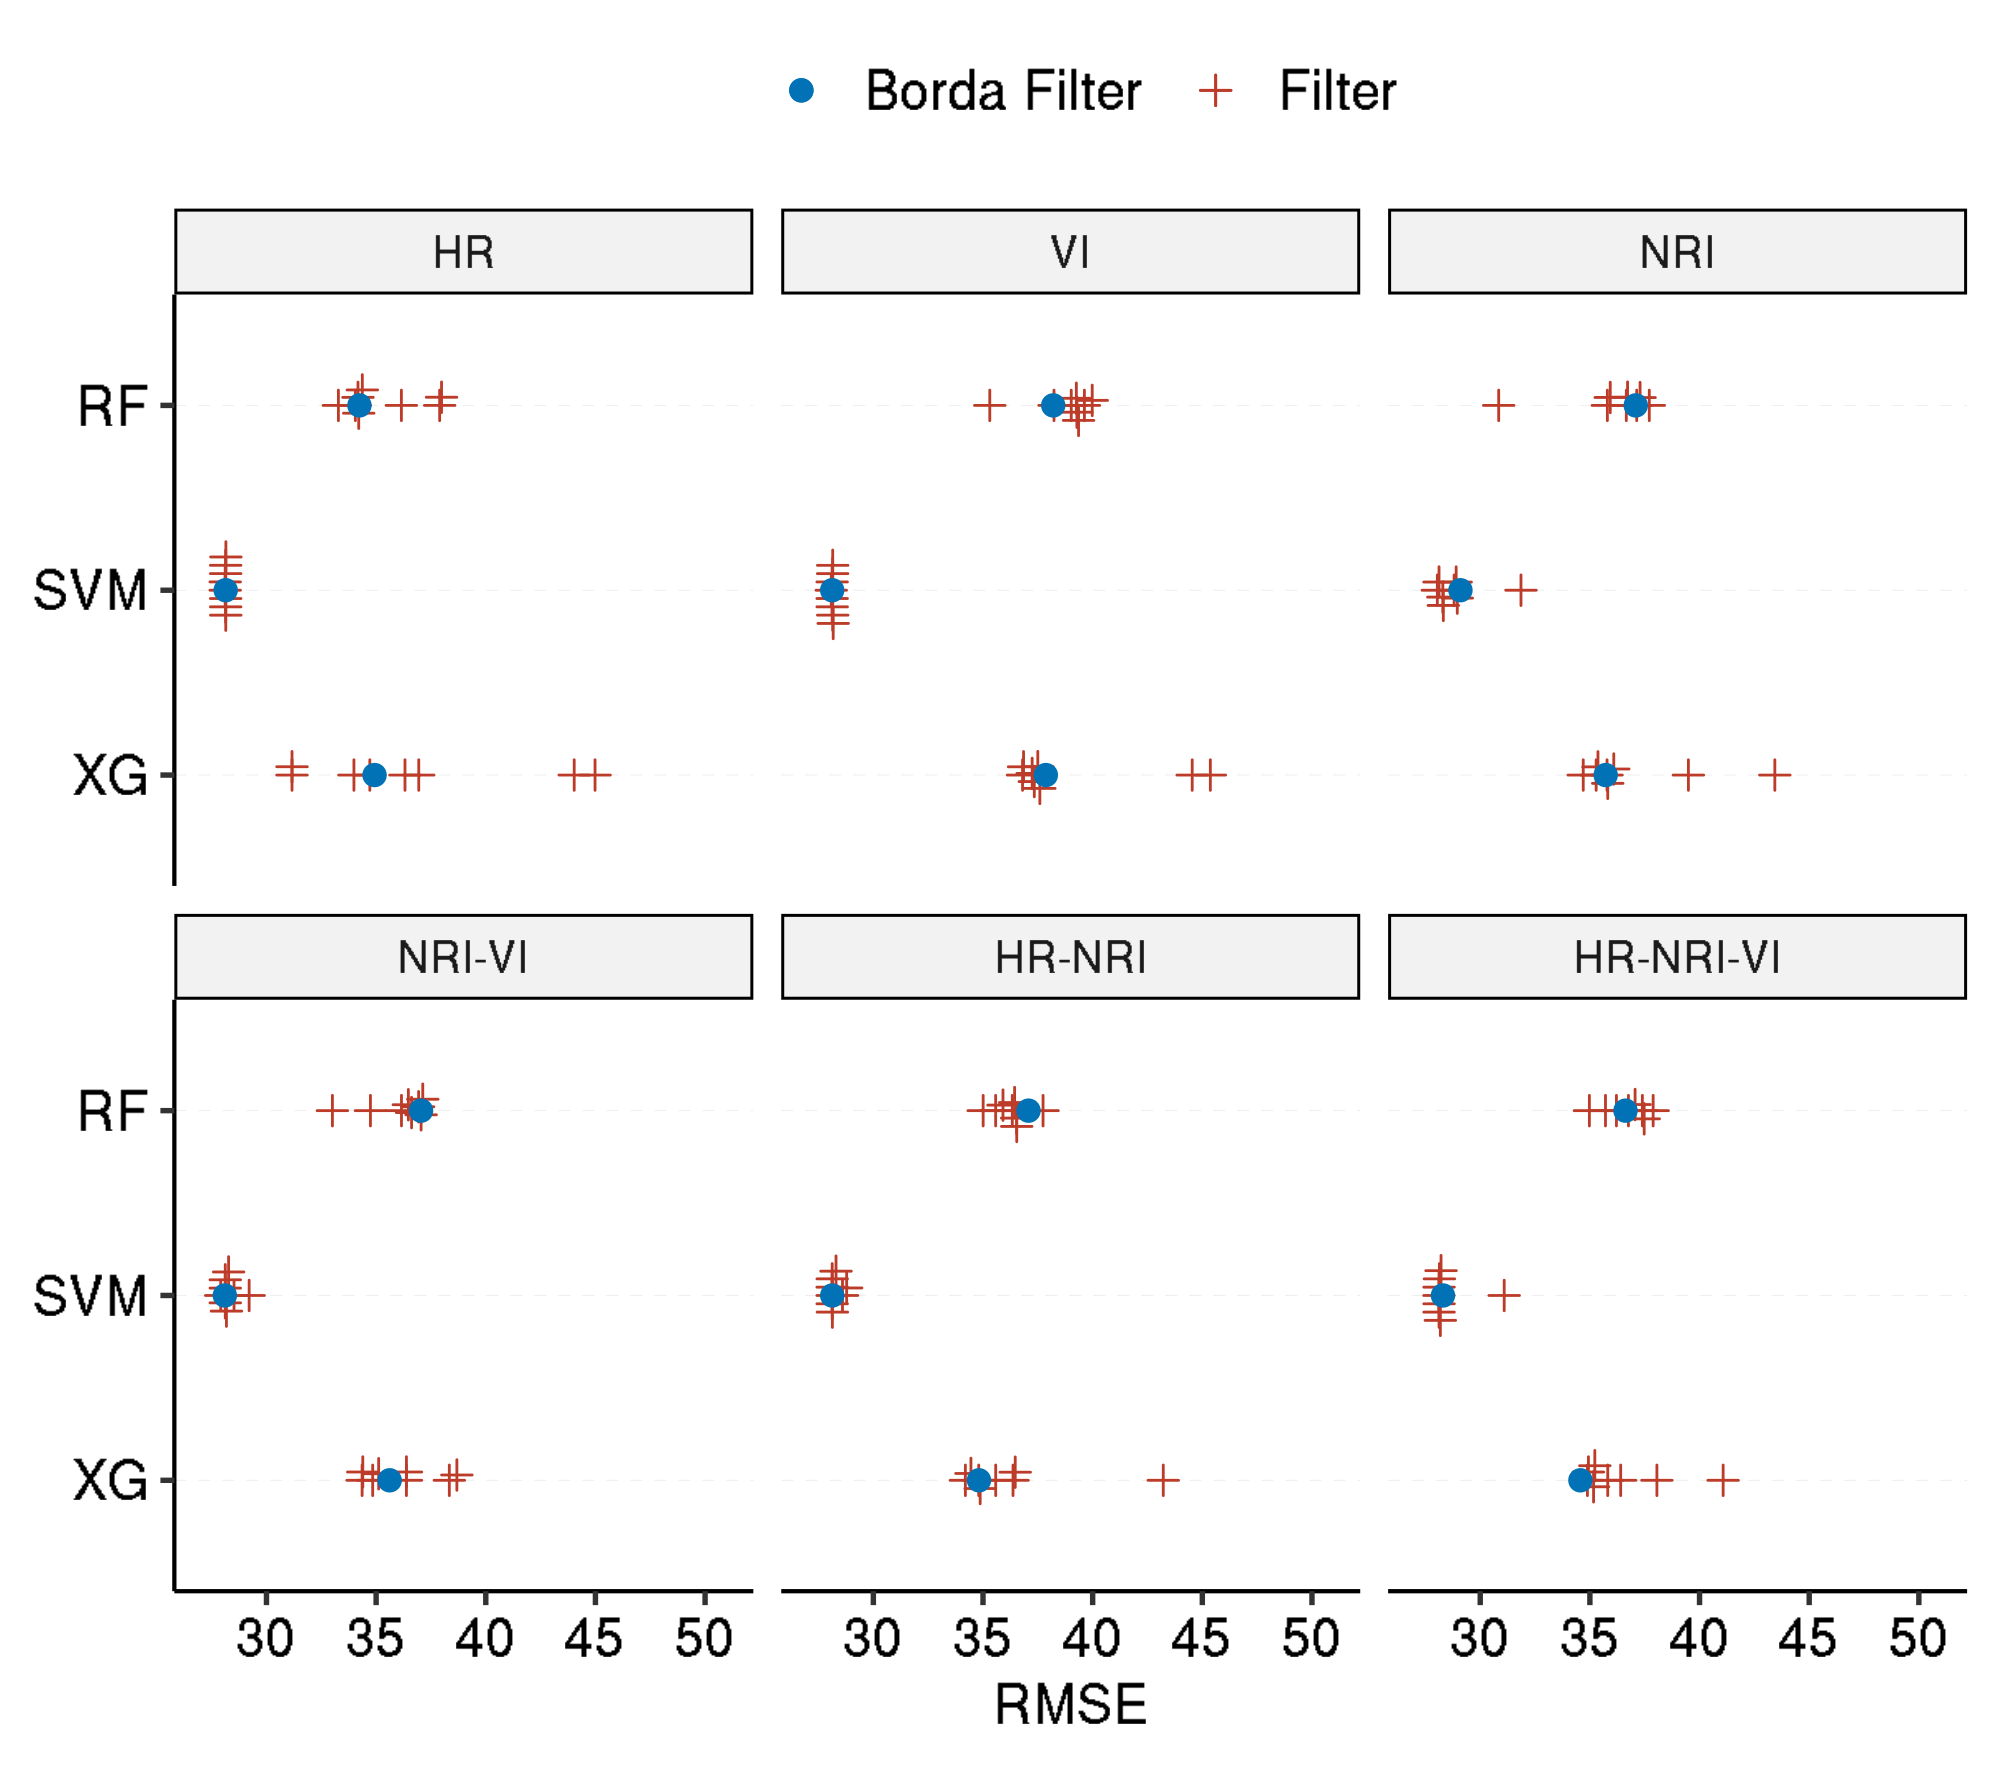 Borda Filter Filter
HR VI NRI
RF
SVM
XG
NRI-VI HR-NRI HR-NRI-VI
RF
SVM
XG
30 35 40 45 50 30 35 40 45 50 30 35 40 45 50
RMSE